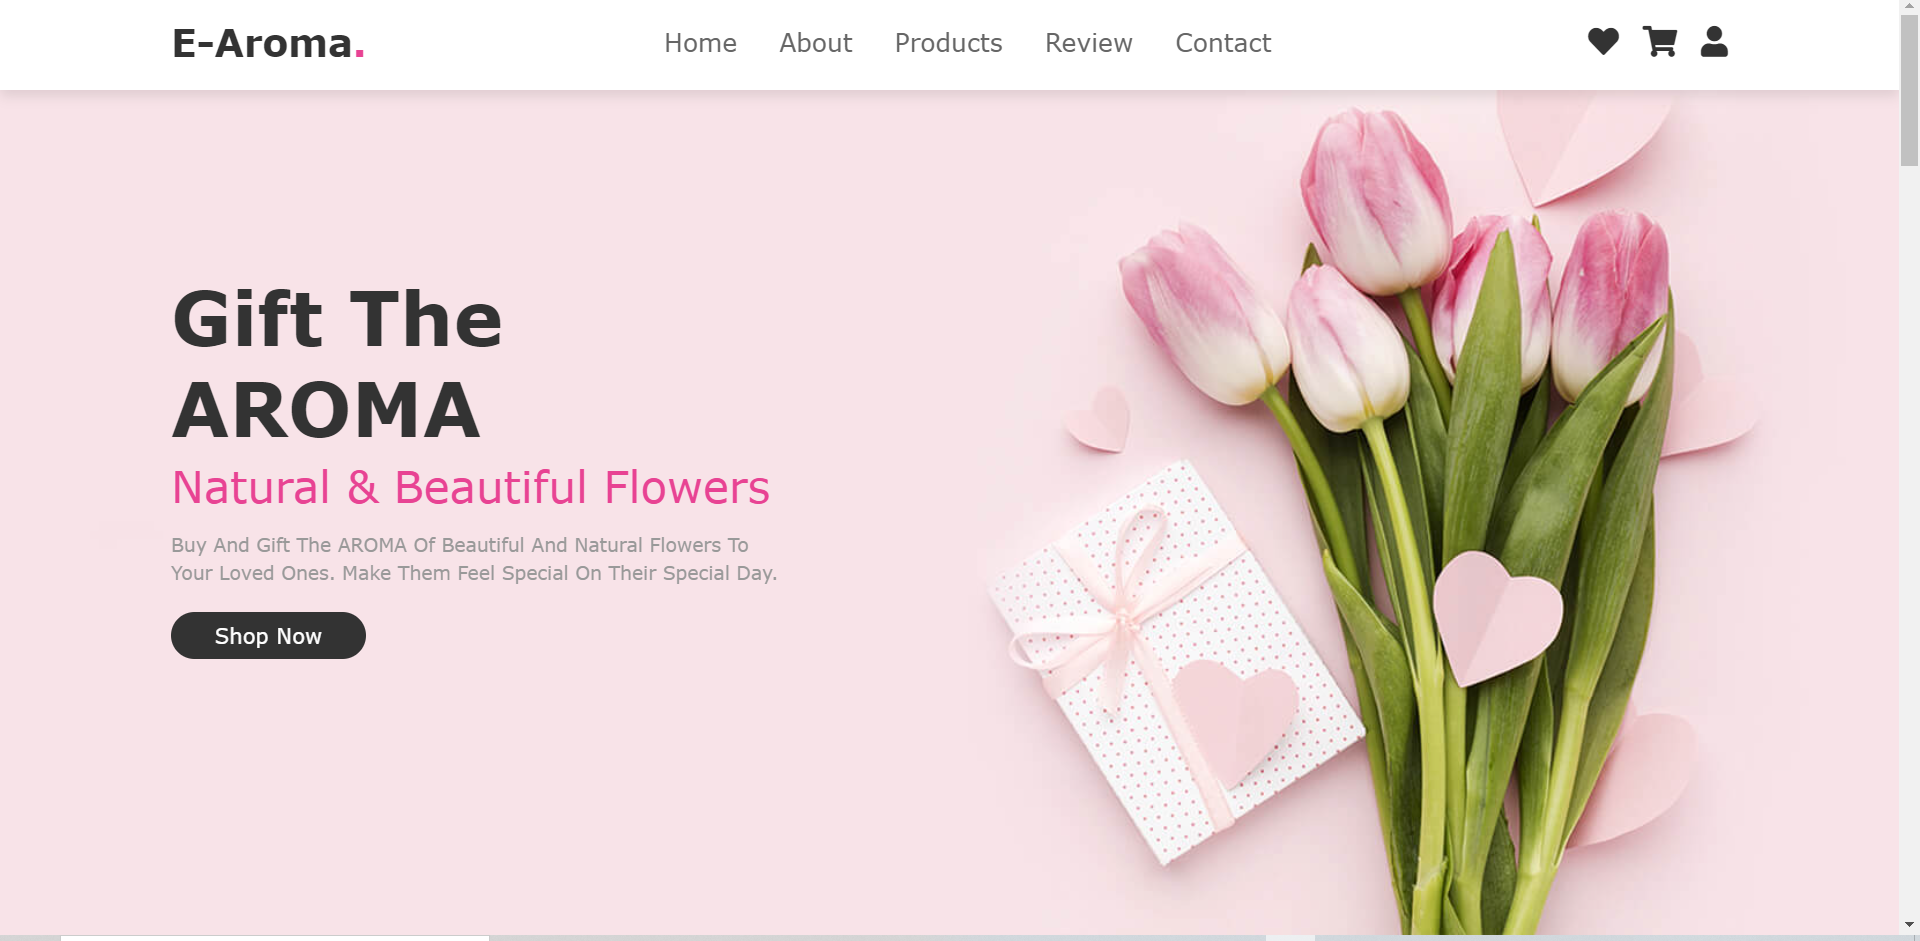 E-Aroma.
Home About Products Review Contact
Gift The
AROMA
Natural & Beautiful Flowers
Buy And Gift The AROMA Of Beautiful And Natural Flowers To
Your Loved Ones. Make Them Feel Special On Their Special Day.
Shop Now